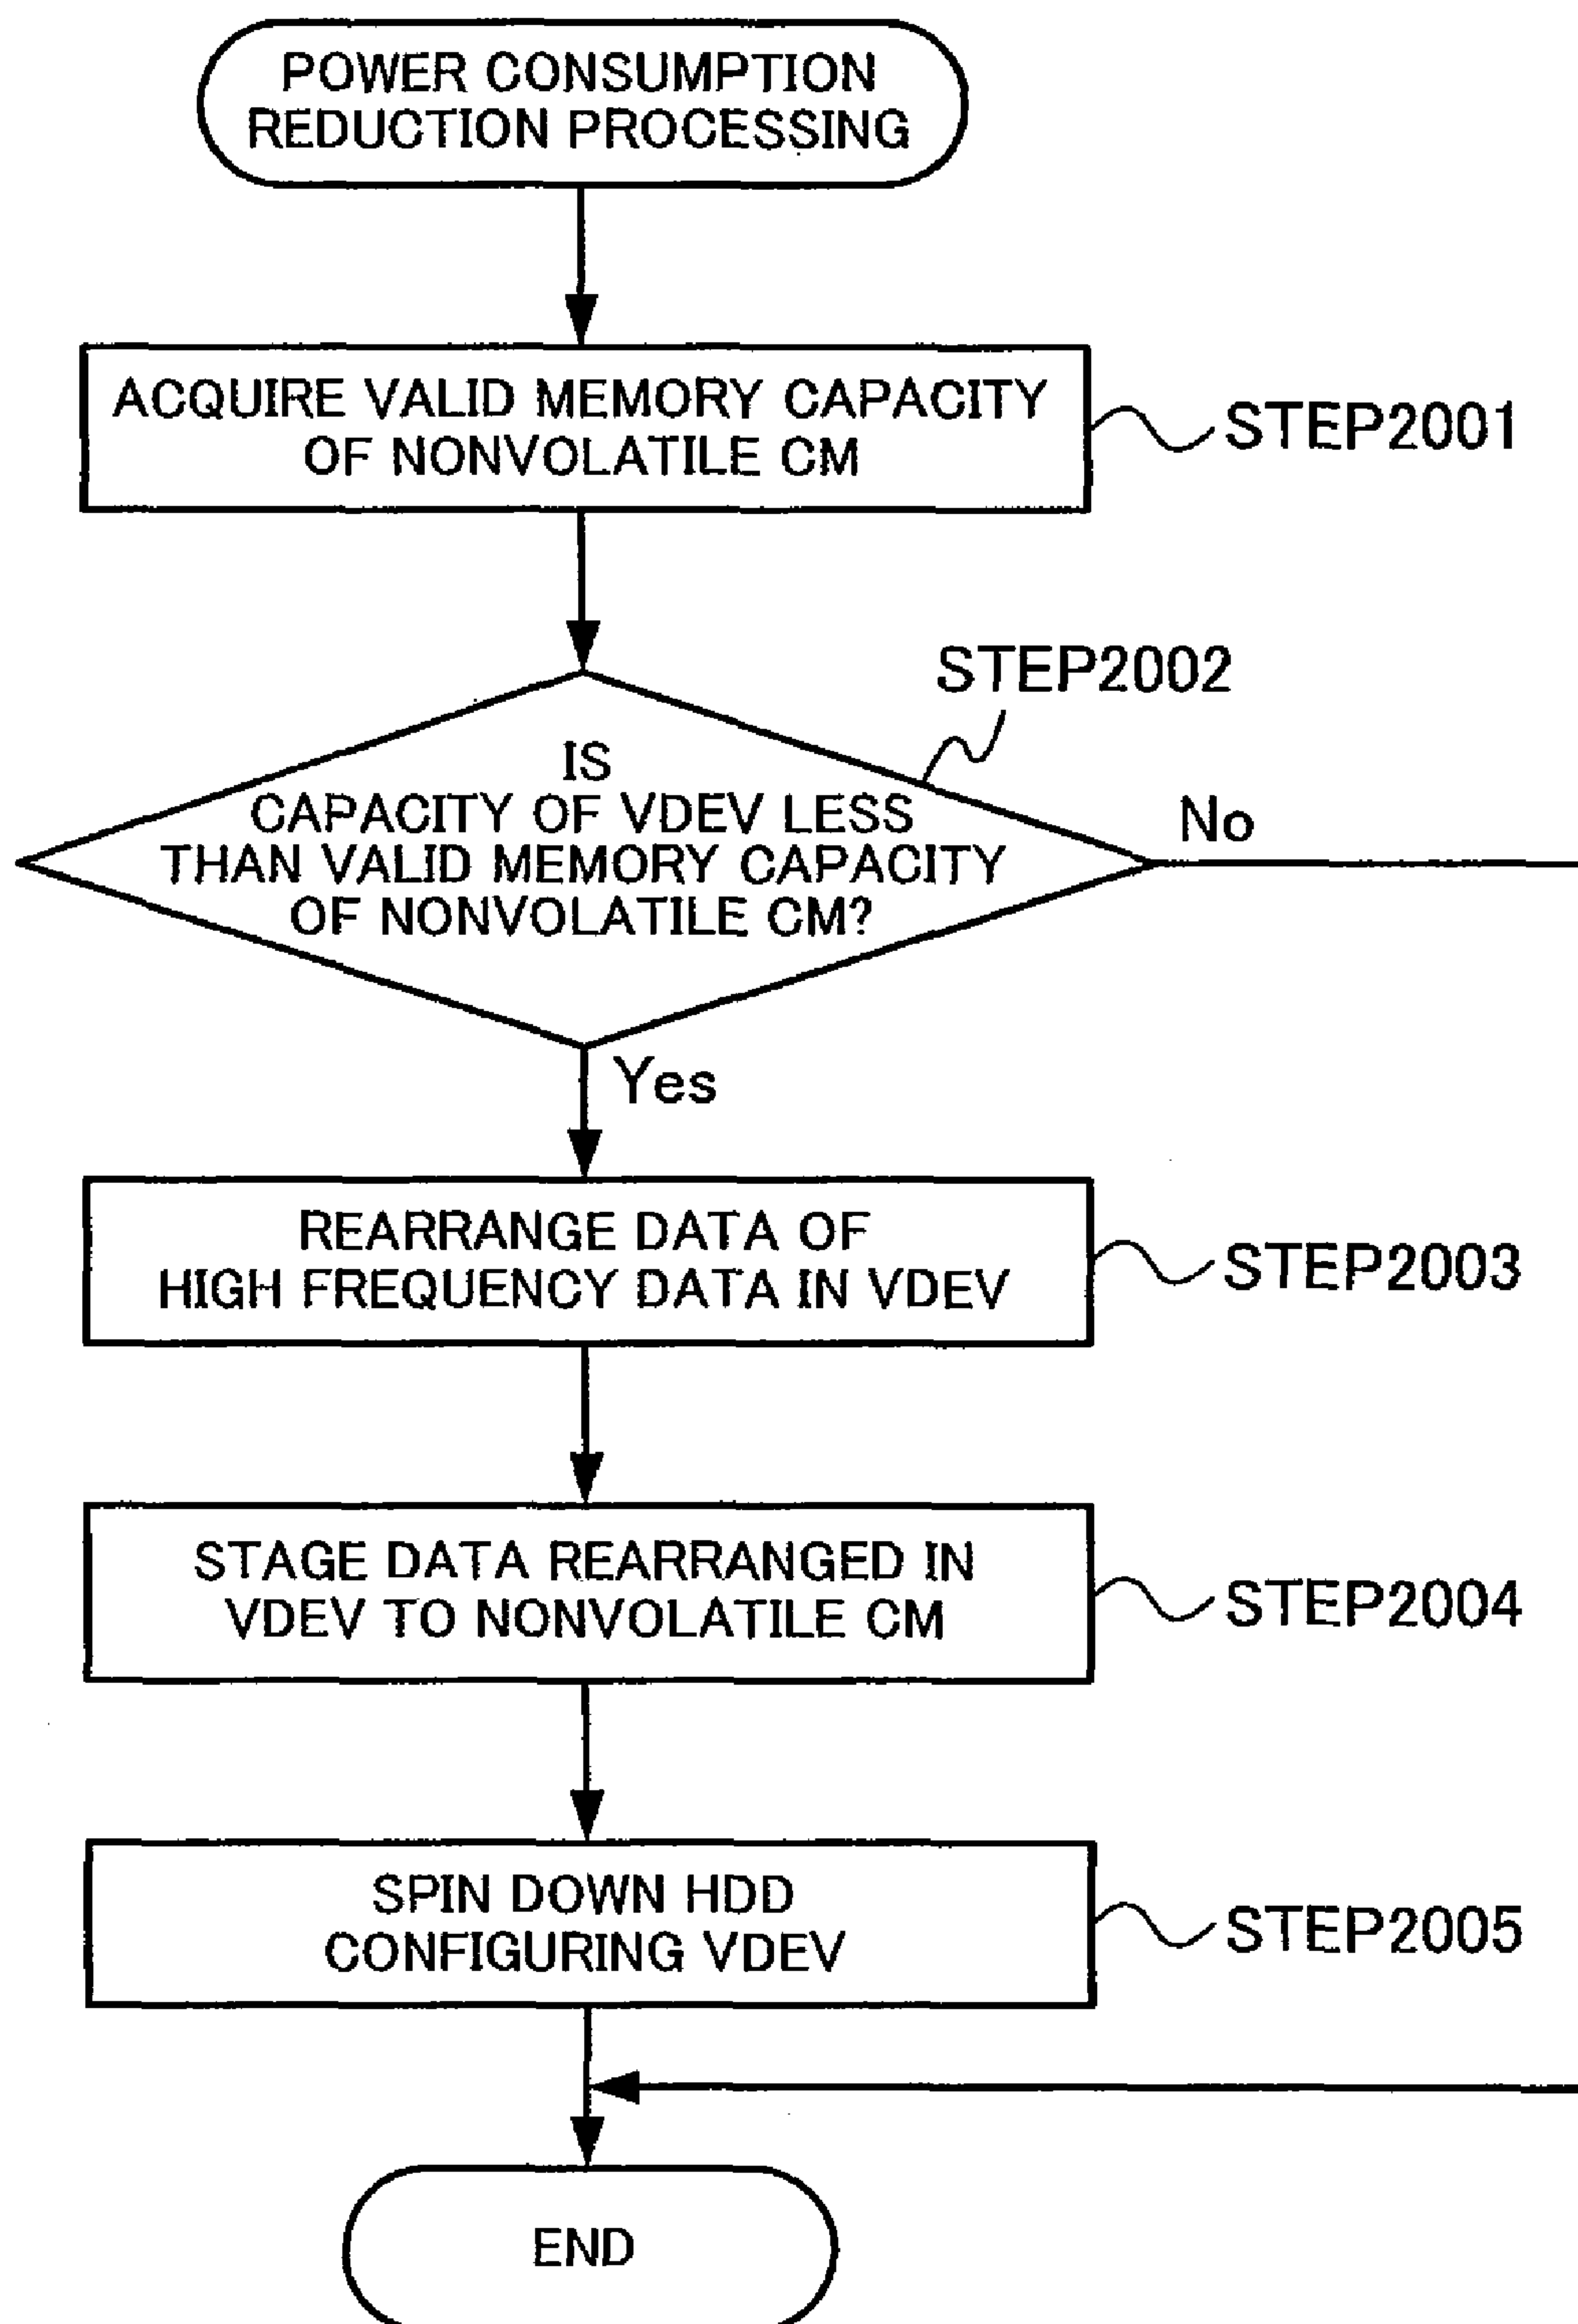 POWER CONSUMPTION
REDUCTION PROCESSING
ACQUIRE VALID MEMORY CAPACITY
OF NONVOLATILE CM
STEP2001
STEP2002
IS
CAPACITY OF VDEV LESS
THAN VALID MEMORY CAPACITY
OF NONVOLATILE CM?
No
Yes
REARRANGE DATA OF
HIGH FREQUENCY DATA IN VDEV
STEP2003
STAGE DATA REARRANGED IN
VDEV TO NONVOLATILE CM
STEP2004
SPIN DOWN HDD
CONFIGURING VDEV
STEP2005
END